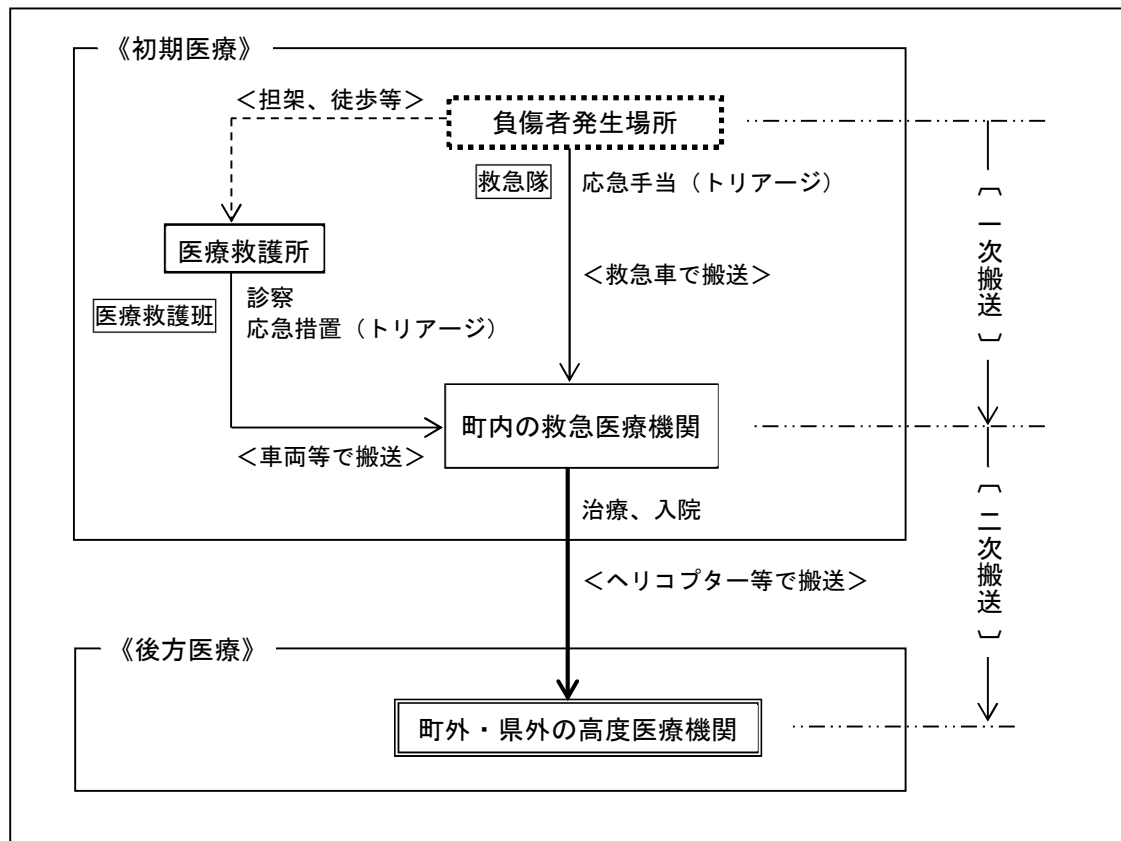 《初期医療》
＜担架、徒歩等＞
負傷者発生場所
救急隊
応急手当（トリアージ）
医療救護所
＜救急車で搬送＞
医療救護班
診察
応急措置（トリアージ）
町内の救急医療機関
＜車両等で搬送＞
治療、入院
＜ヘリコプター等で搬送＞
〔一次搬送〕
〔二次搬送〕
《後方医療》
町外・県外の高度医療機関